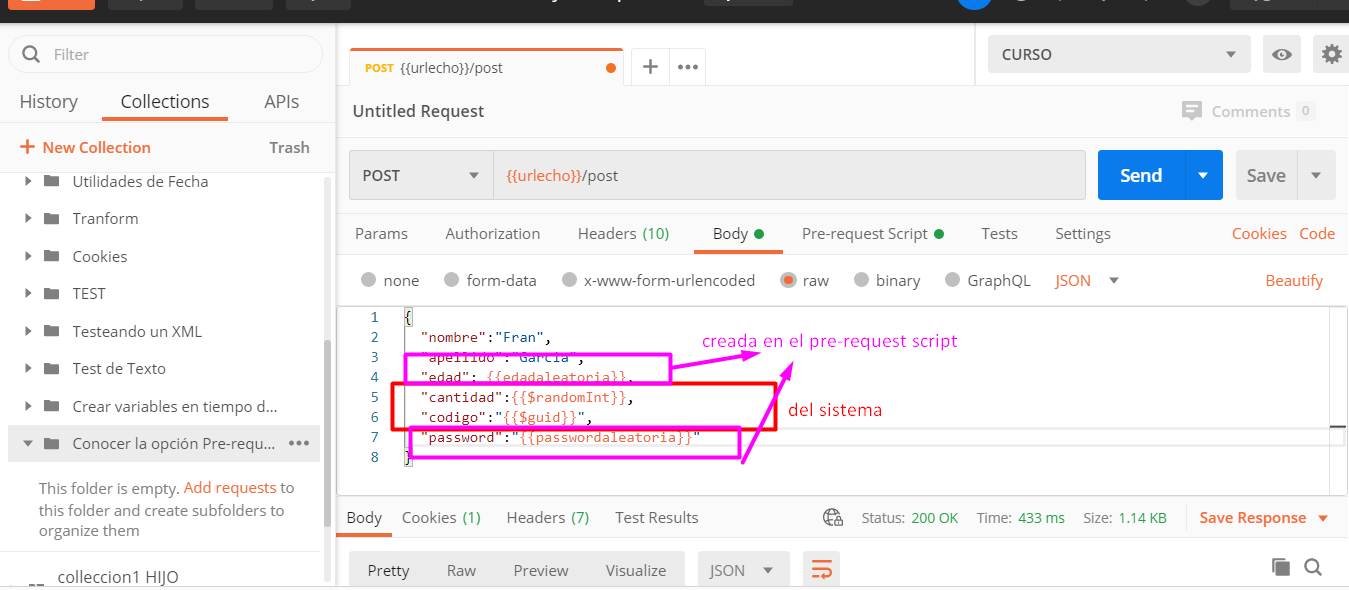 Filter
POST {{urlecho}}/post
CURSO
History Collections APIs
Untitled Request
Comments 0
New Collection Trash
POST {{urlecho}}/post Send Save
Utilidades de Fecha
Tranform
Cookies
TEST
Testeando un XML
Test de Texto
Crear variables en tiempo d...
Conocer la opción Pre-requ...
This folder is empty. Add requests to
this folder and create subfolders to
organize them
colleccion1 HIJO
Params Authorization Headers (10) Body Pre-request Script Tests Settings Cookies Code
none form-data x-www-form-urlencoded raw binary GraphQL JSON Beautify
1 {
2 "nombre":"Fran",
3 "apellido":"Garcia",
4 "edad": {{edadaleatoria}},
5 "cantidad":{{$randomInt}},
6 "codigo":"{{$guid}}",
7 "password":"{{passwordaleatoria}}"
8 }
creada en el pre-request script
del sistema
Body Cookies (1) Headers (7) Test Results Status: 200 OK Time: 433 ms Size: 1.14 KB Save Response
Pretty Raw Preview Visualize JSON